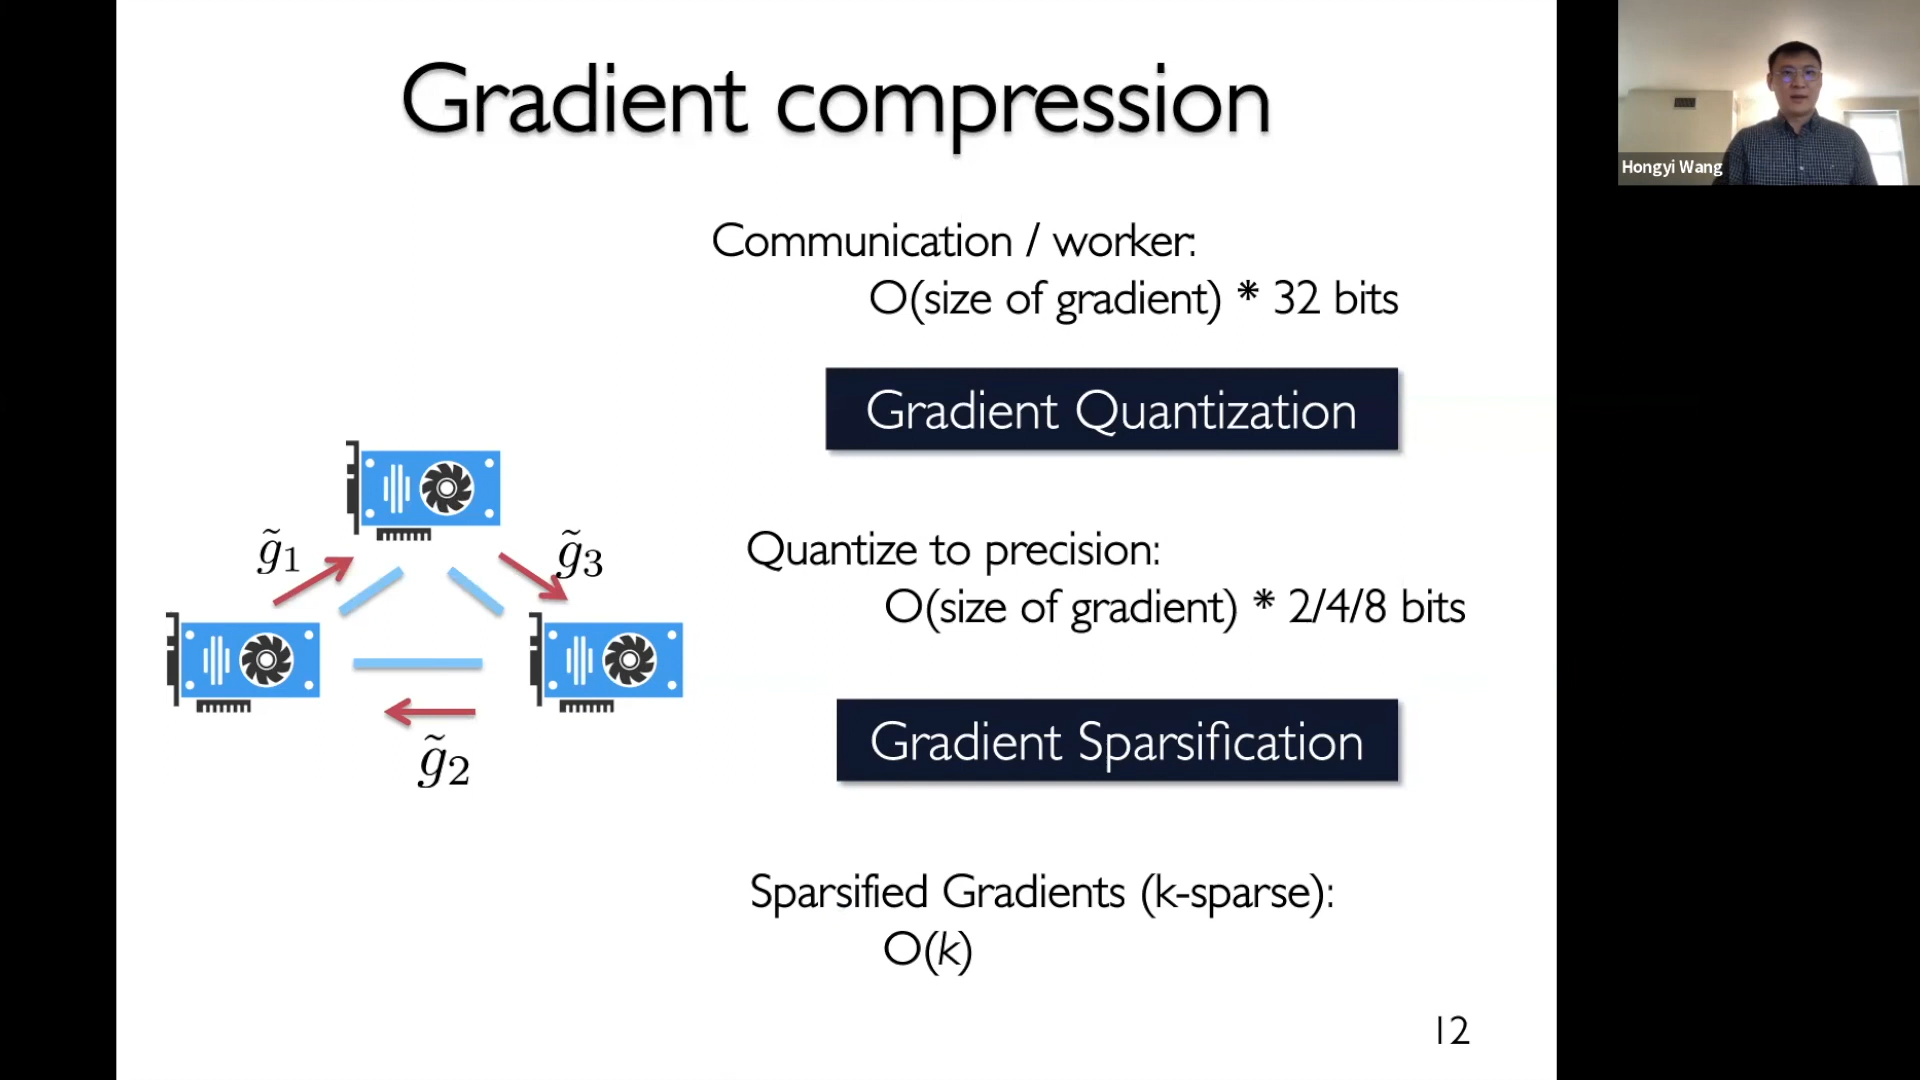 Gradient compression
Hongyi Wang
Communication / worker:
O(size of gradient) * 32 bits
Gradient Quantization
g̃1
g̃3
Quantize to precision:
O(size of gradient) * 2/4/8 bits
g̃2
Gradient Sparsification
Sparsified Gradients (k-sparse):
O(k)
12